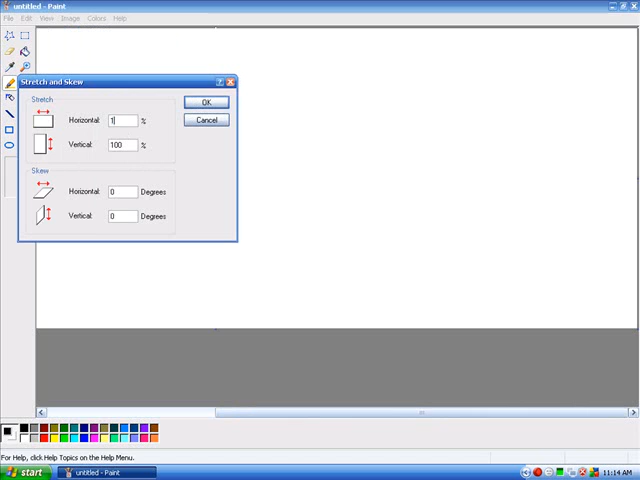 untitled - Paint
File Edit View Image Colors Help
Stretch and Skew
Stretch
Horizontal: 1 %
Vertical: 100 %
OK
Cancel
Skew
Horizontal: 0 Degrees
Vertical: 0 Degrees
For Help, click Help Topics on the Help Menu.
start
untitled - Paint
11:14 AM